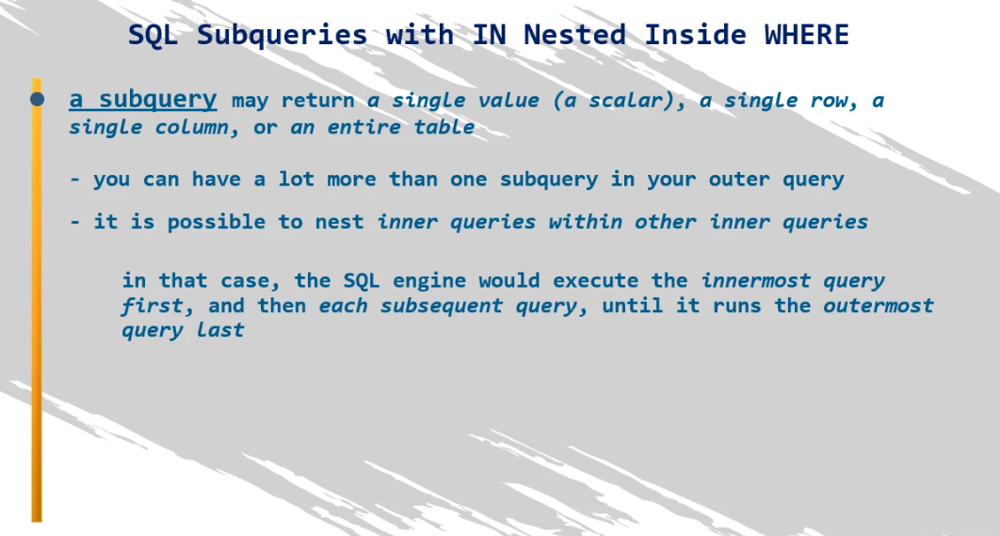 SQL Subqueries with IN Nested Inside WHERE
a subquery may return a single value (a scalar), a single row, a
single column, or an entire table
- you can have a lot more than one subquery in your outer query
- it is possible to nest inner queries within other inner queries
in that case, the SQL engine would execute the innermost query
first, and then each subsequent query, until it runs the outermost
query last